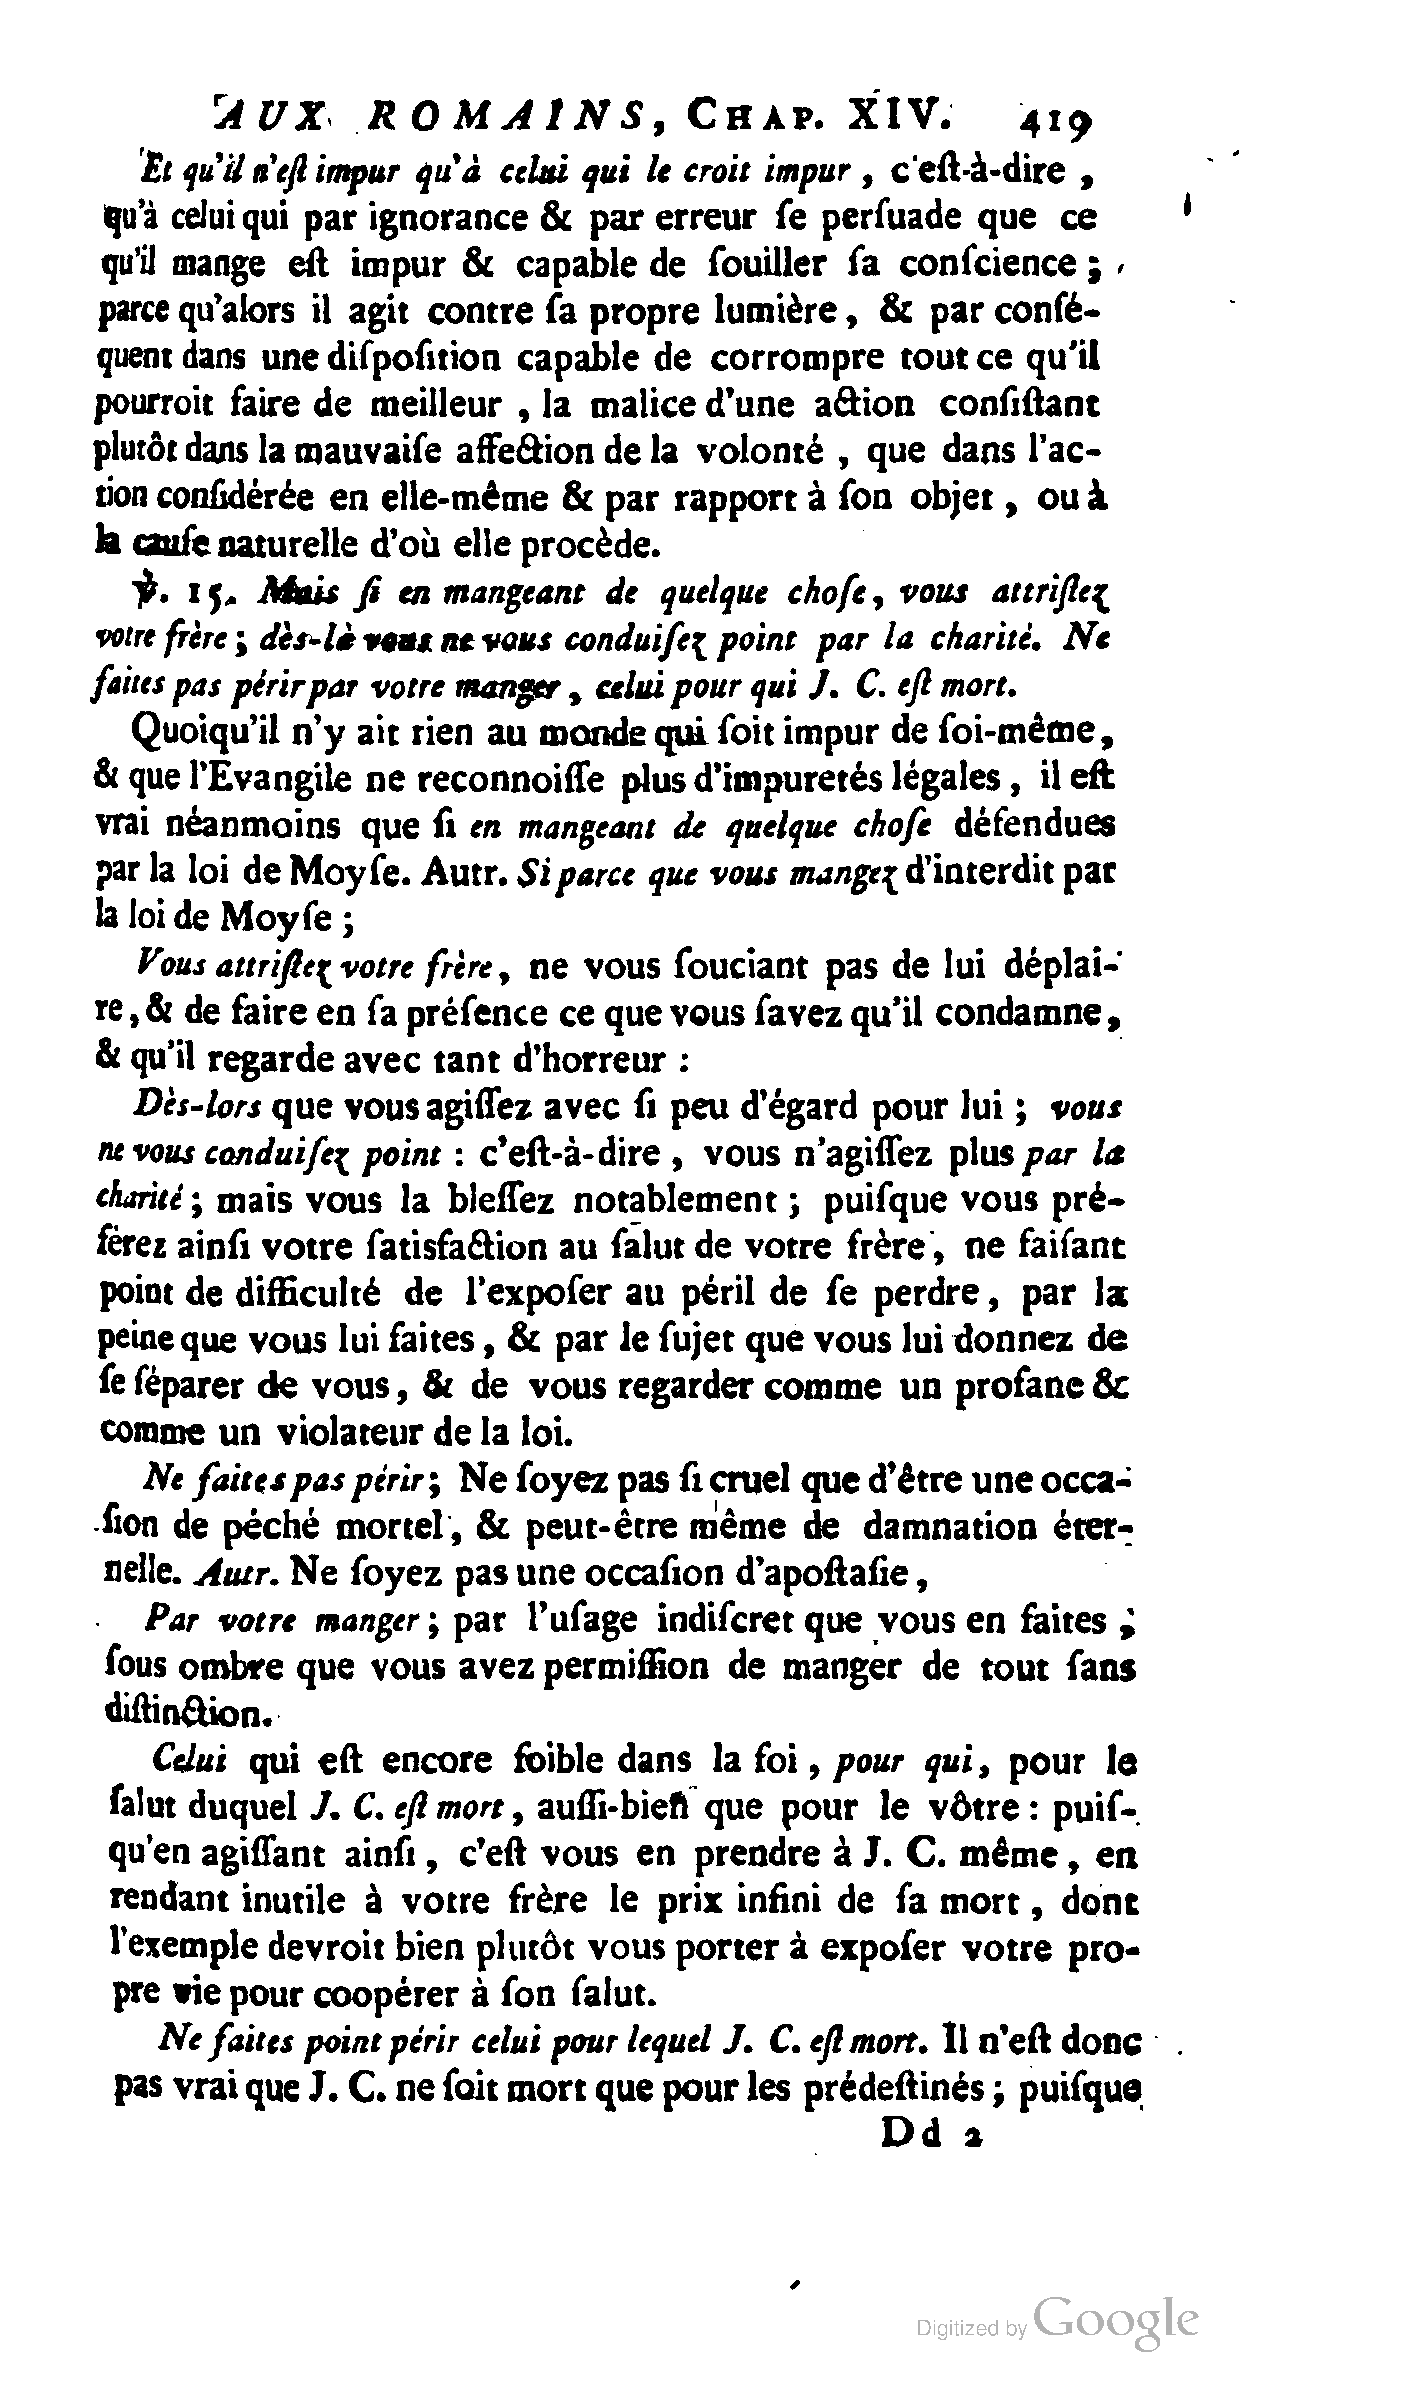 AUX ROMAINS, CHAP. XIV. 419
Et qu'il n'eſt impur qu'à celui qui le croit impur, c'eſt-à-dire,
qu'à celui qui par ignorance & par erreur ſe perſuade que ce
qu'il mange eſt impur & capable de ſouiller ſa conſcience;
parce qu'alors il agit contre ſa propre lumière, & par conſé-
quent dans une diſpoſition capable de corrompre tout ce qu'il
pourroit faire de meilleur, la malice d'une action conſiſtant
plutôt dans la mauvaiſe affection de la volonté, que dans l'ac-
tion conſidérée en elle-même & par rapport à ſon objet, ou à
la cauſe naturelle d'où elle procède.
℣. 15. Mais ſi en mangeant de quelque choſe, vous attriſtez
votre frère; dès-là vous ne vous conduiſez point par la charité. Ne
faites pas périr par votre manger, celui pour qui J. C. eſt mort.
Quoiqu'il n'y ait rien au monde qui ſoit impur de ſoi-même,
& que l'Evangile ne reconnoiſſe plus d'impuretés légales, il eſt
vrai néanmoins que ſi en mangeant de quelque choſe défendues
par la loi de Moyſe. Autr. Si parce que vous mangez d'interdit par
la loi de Moyſe;
Vous attriſtez votre frère, ne vous ſouciant pas de lui déplai-
re, & de faire en ſa préſence ce que vous ſavez qu'il condamne,
& qu'il regarde avec tant d'horreur :
Dès-lors que vous agiſſez avec ſi peu d'égard pour lui; vous
ne vous conduiſez point : c'eſt-à-dire, vous n'agiſſez plus par la
charité; mais vous la bleſſez notablement; puiſque vous pré-
ferez ainſi votre ſatisfaction au ſalut de votre frère, ne faiſant
point de difficulté de l'expoſer au péril de ſe perdre, par la
peine que vous lui faites, & par le ſujet que vous lui donnez de
ſe ſéparer de vous, & de vous regarder comme un profane &
comme un violateur de la loi.
Ne faites pas périr; Ne ſoyez pas ſi cruel que d'être une occa-
ſion de péché mortel, & peut-être même de damnation éter-
nelle. Autr. Ne ſoyez pas une occaſion d'apoſtaſie,
Par votre manger; par l'uſage indiſcret que vous en faites;
ſous ombre que vous avez permiſſion de manger de tout ſans
diſtinction.
Celui qui eſt encore foible dans la foi, pour qui, pour le
ſalut duquel J. C. eſt mort, auſſi-bien que pour le vôtre : puiſ-
qu'en agiſſant ainſi, c'eſt vous en prendre à J. C. même, en
rendant inutile à votre frère le prix infini de ſa mort, dont
l'exemple devroit bien plutôt vous porter à expoſer votre pro-
pre vie pour coopérer à ſon ſalut.
Ne faites point périr celui pour lequel J. C. eſt mort. Il n'eſt donc
pas vrai que J. C. ne ſoit mort que pour les prédeſtinés; puiſque
Dd 2
Digitized by Google